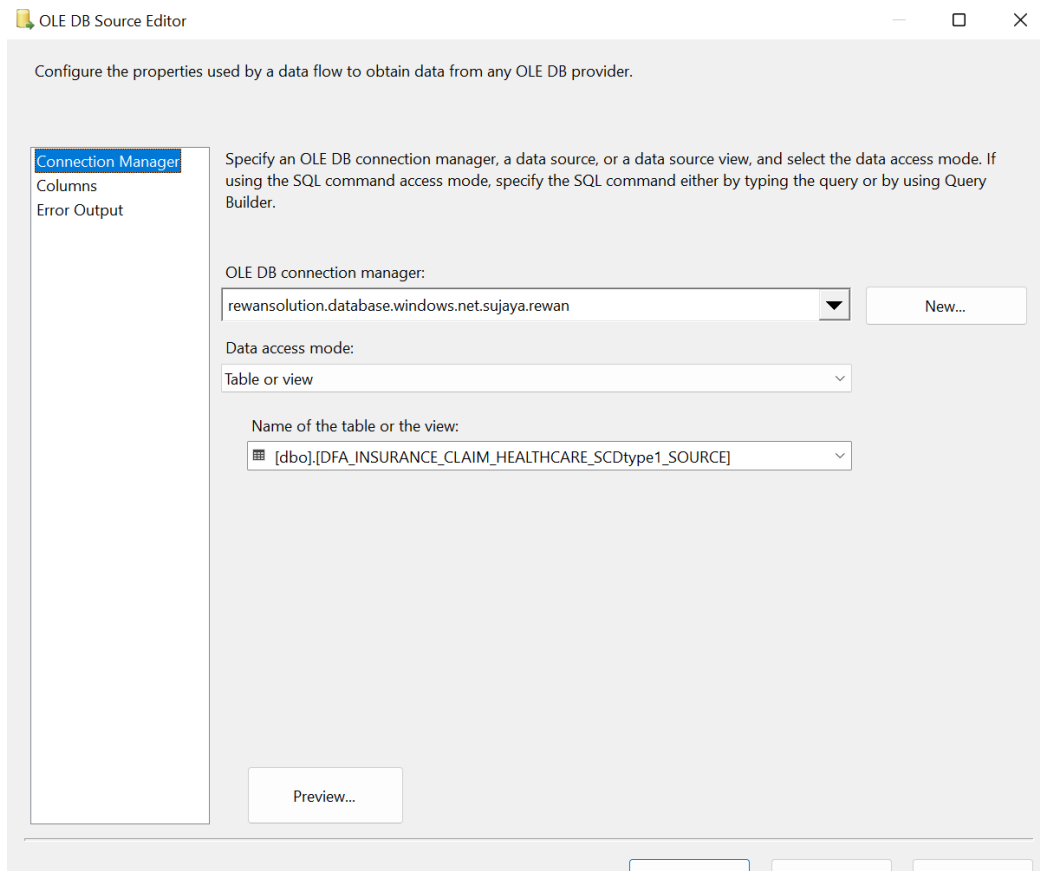 OLE DB Source Editor
Configure the properties used by a data flow to obtain data from any OLE DB provider.
Connection Manager
Columns
Error Output
Specify an OLE DB connection manager, a data source, or a data source view, and select the data access mode. If
using the SQL command access mode, specify the SQL command either by typing the query or by using Query
Builder.
OLE DB connection manager:
rewansolution.database.windows.net.sujaya.rewan
New...
Data access mode:
Table or view
Name of the table or the view:
[dbo].[DFA_INSURANCE_CLAIM_HEALTHCARE_SCDtype1_SOURCE]
Preview...